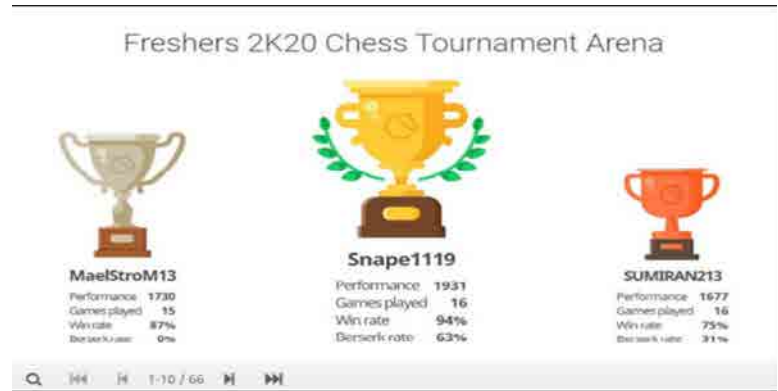 Freshers 2K20 Chess Tournament Arena
MaelStroM13
Performance 1730
Games played 15
Win rate 87%
Berserk rate 0%
Snape1119
Performance 1931
Games played 16
Win rate 94%
Berserk rate 63%
SUMIRAN213
Performance 1677
Games played 16
Win rate 75%
Berserk rate 31%
1-10 / 66